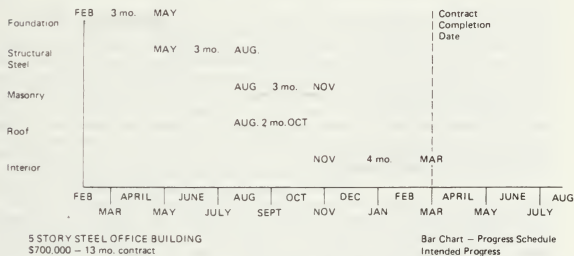 FEB 3 mo. MAY
Foundation
Contract
Completion
Date
Structural
Steel
MAY 3 mo. AUG.
Masonry
AUG 3 mo. NOV
Roof
AUG. 2 mo. OCT
Interior
NOV 4 mo. MAR
FEB APRIL JUNE AUG OCT DEC FEB APRIL JUNE AUG
MAR MAY JULY SEPT NOV JAN MAR MAY JULY
5 STORY STEEL OFFICE BUILDING
$700,000 — 13 mo. contract
Bar Chart — Progress Schedule
Intended Progress